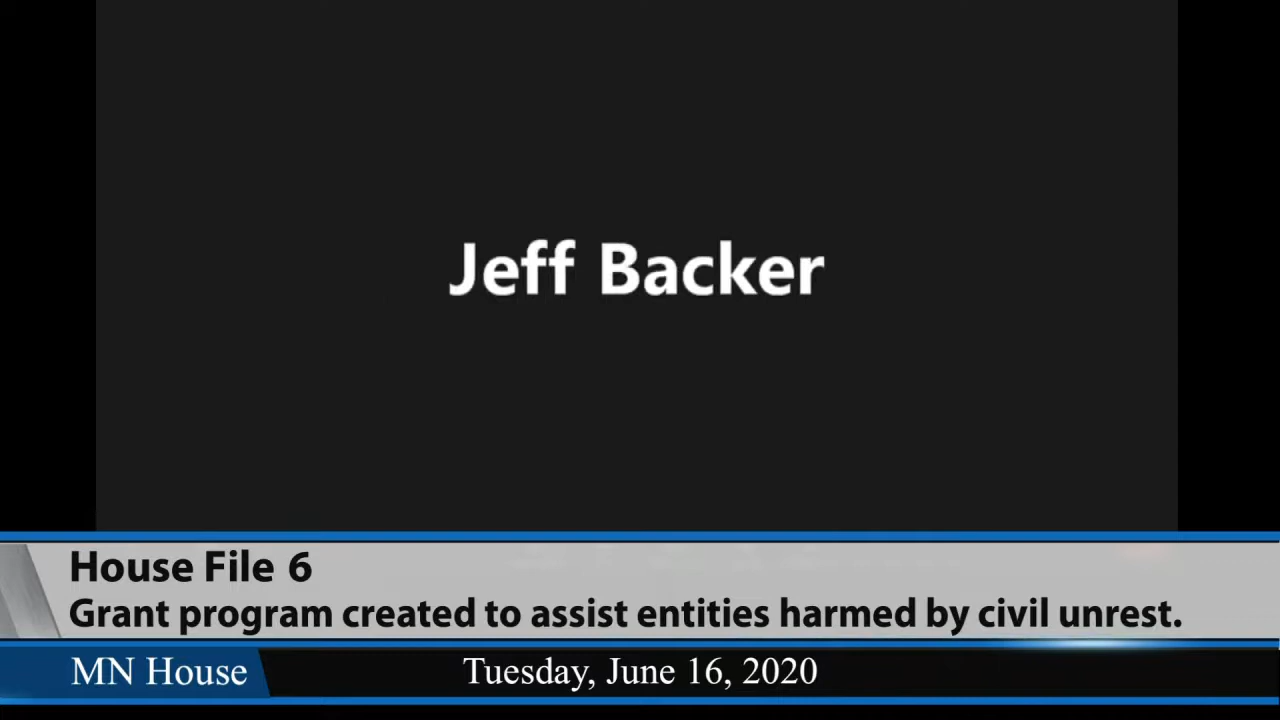 Jeff Backer
House File 6
Grant program created to assist entities harmed by civil unrest.
MN House
Tuesday, June 16, 2020